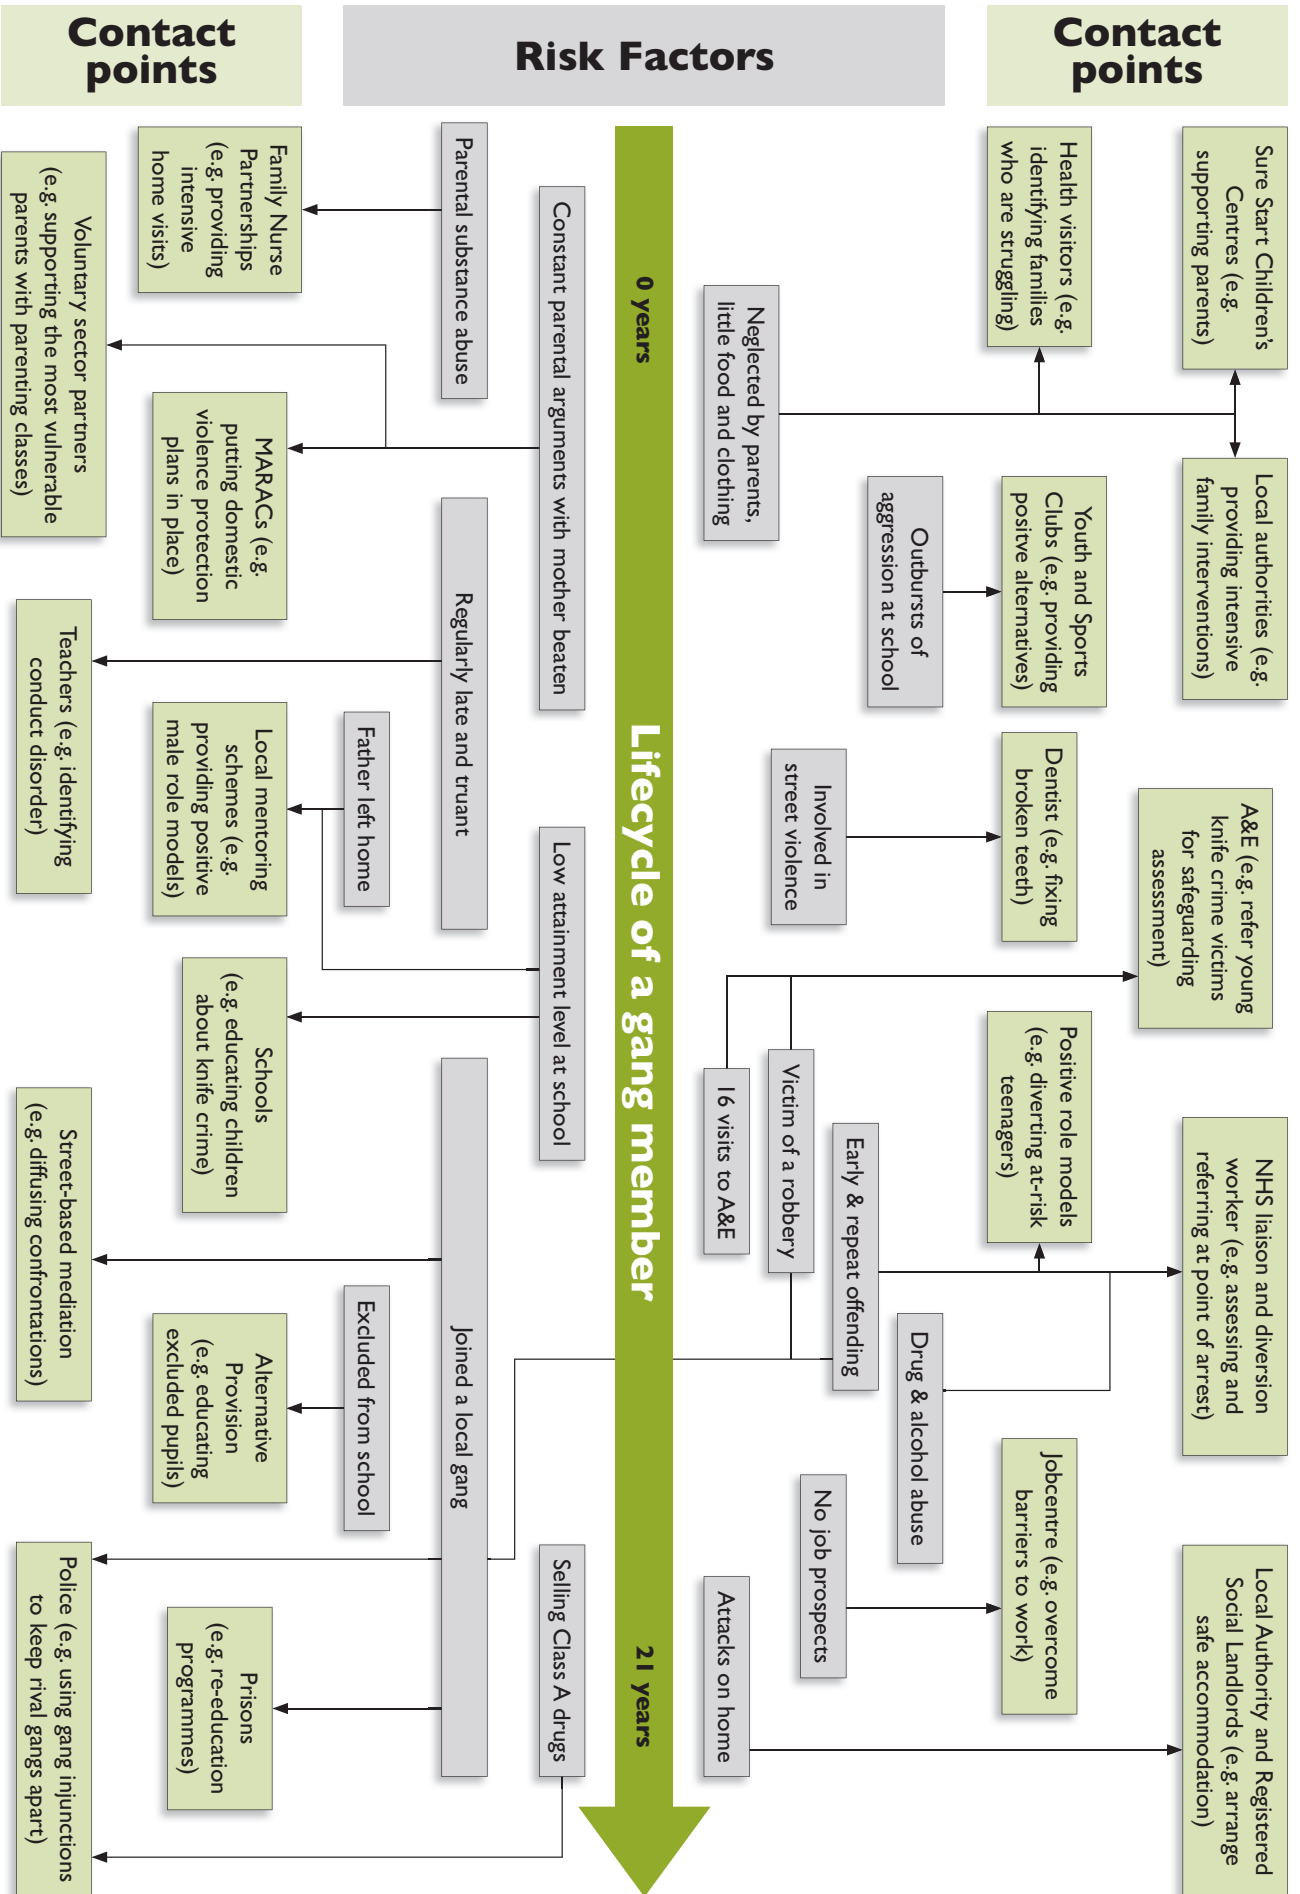 Contact
points
Risk Factors
Contact
points
Sure Start Children's
Centres (e.g.
supporting parents)
Local authorities (e.g.
providing intensive
family interventions)
A&E (e.g. refer young
knife crime victims
for safeguarding
assessment)
NHS liaison and diversion
worker (e.g. assessing and
referring at point of arrest)
Local Authority and Registered
Social Landlords (e.g. arrange
safe accommodation)
Health visitors (e.g.
identifying families
who are struggling)
Youth and Sports
Clubs (e.g. providing
positve alternatives)
Dentist (e.g. fixing
broken teeth)
Positive role models
(e.g. diverting at-risk
teenagers)
Jobcentre (e.g. overcome
barriers to work)
Neglected by parents,
little food and clothing
Outbursts of
aggression at school
Involved in
street violence
16 visits to A&E
Victim of a robbery
Early & repeat offending
Drug & alcohol abuse
No job prospects
Attacks on home
0 years
Lifecycle of a gang member
21 years
Constant parental arguments with mother beaten
Low attainment level at school
Selling Class A drugs
Parental substance abuse
Regularly late and truant
Joined a local gang
Father left home
Excluded from school
Family Nurse
Partnerships
(e.g. providing
intensive
home visits)
MARACs (e.g.
putting domestic
violence protection
plans in place)
Local mentoring
schemes (e.g.
providing positive
male role models)
Schools
(e.g. educating children
about knife crime)
Alternative
Provision
(e.g. educating
excluded pupils)
Prisons
(e.g. re-education
programmes)
Voluntary sector partners
(e.g. supporting the most vulnerable
parents with parenting classes)
Teachers (e.g. identifying
conduct disorder)
Street-based mediation
(e.g. diffusing confrontations)
Police (e.g. using gang injunctions
to keep rival gangs apart)